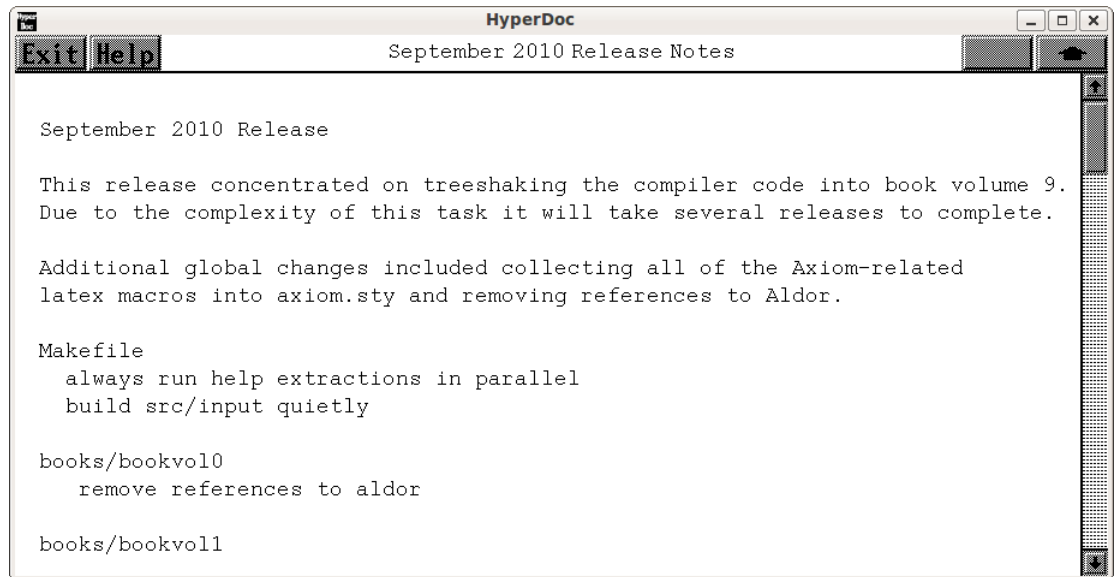 Hyper Doc
HyperDoc
Exit Help
September 2010 Release Notes
September 2010 Release
This release concentrated on treeshaking the compiler code into book volume 9.
Due to the complexity of this task it will take several releases to complete.
Additional global changes included collecting all of the Axiom-related
latex macros into axiom.sty and removing references to Aldor.
Makefile
always run help extractions in parallel
build src/input quietly
books/bookvol0
remove references to aldor
books/bookvol1